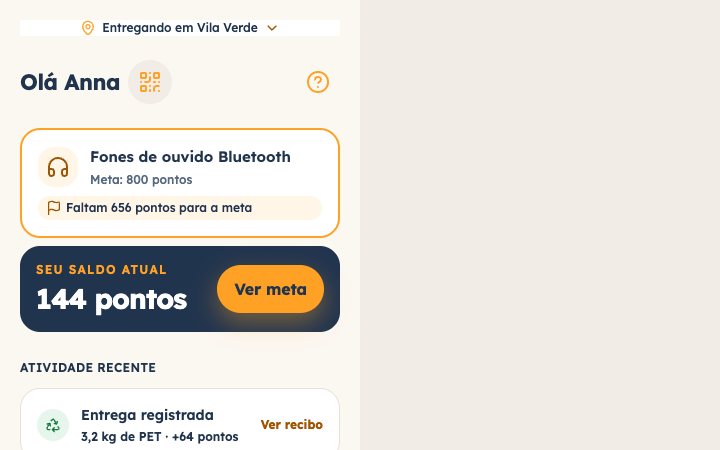 Entregando em Vila Verde
Olá Anna
Fones de ouvido Bluetooth
Meta: 800 pontos
Faltam 656 pontos para a meta
SEU SALDO ATUAL
144 pontos
Ver meta
ATIVIDADE RECENTE
Entrega registrada
Ver recibo
3,2 kg de PET · +64 pontos